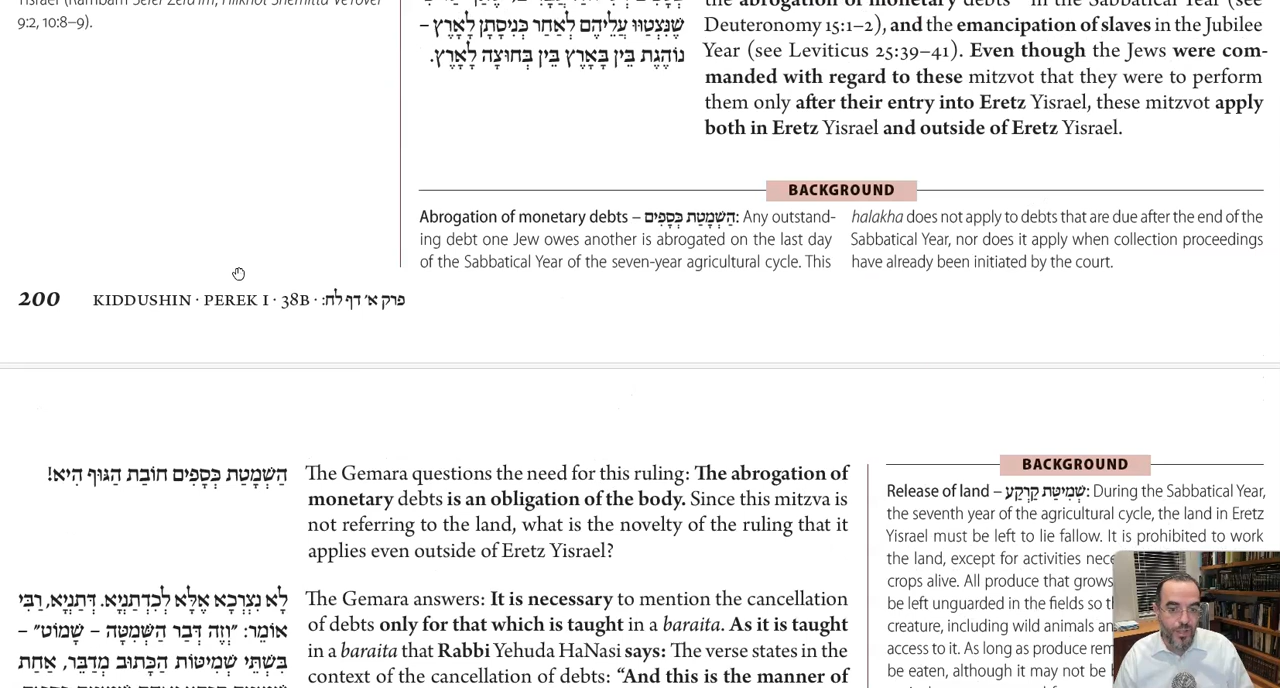 Yisrael (Rambam Sefer Zera'im, Hilkhot Shemitta VeYovel
9:2, 10:8–9).
שֶׁנִּצְטַוּוּ עֲלֵיהֶם לְאַחַר כְּנִיסָתָן לָאָרֶץ –
נוֹהֶגֶת בֵּין בָּאָרֶץ בֵּין בְּחוּצָה לָאָרֶץ.
the abrogation of monetary debts in the Sabbatical Year (see
Deuteronomy 15:1–2), and the emancipation of slaves in the Jubilee
Year (see Leviticus 25:39–41). Even though the Jews were com-
manded with regard to these mitzvot that they were to perform
them only after their entry into Eretz Yisrael, these mitzvot apply
both in Eretz Yisrael and outside of Eretz Yisrael.
BACKGROUND
Abrogation of monetary debts – הַשְׁמָטַת כְּסָפִים: Any outstand-
ing debt one Jew owes another is abrogated on the last day
of the Sabbatical Year of the seven-year agricultural cycle. This
halakha does not apply to debts that are due after the end of the
Sabbatical Year, nor does it apply when collection proceedings
have already been initiated by the court.
200 KIDDUSHIN · PEREK I · 38B · פרק א׳ דף לח:
הַשְׁמָטַת כְּסָפִים חוֹבַת הַגּוּף הִיא!
The Gemara questions the need for this ruling: The abrogation of
monetary debts is an obligation of the body. Since this mitzva is
not referring to the land, what is the novelty of the ruling that it
applies even outside of Eretz Yisrael?
לָא נִצְרְכָא אֶלָּא לְכִדְתַנְיָא. דְּתַנְיָא, רַבִּי
אוֹמֵר: ״וְזֶה דְּבַר הַשְּׁמִטָּה – שָׁמוֹט״ –
בִּשְׁתֵּי שְׁמִיטוֹת הַכָּתוּב מְדַבֵּר, אַחַת
The Gemara answers: It is necessary to mention the cancellation
of debts only for that which is taught in a baraita. As it is taught
in a baraita that Rabbi Yehuda HaNasi says: The verse states in the
context of the cancellation of debts: "And this is the manner of
BACKGROUND
Release of land – שְׁמִיטַּת קַרְקַע: During the Sabbatical Year,
the seventh year of the agricultural cycle, the land in Eretz
Yisrael must be left to lie fallow. It is prohibited to work
the land, except for activities
crops alive. All produce that grows
be left unguarded in the fields so
creature, including wild animals
access to it. As long as produce
be eaten, although it may not be